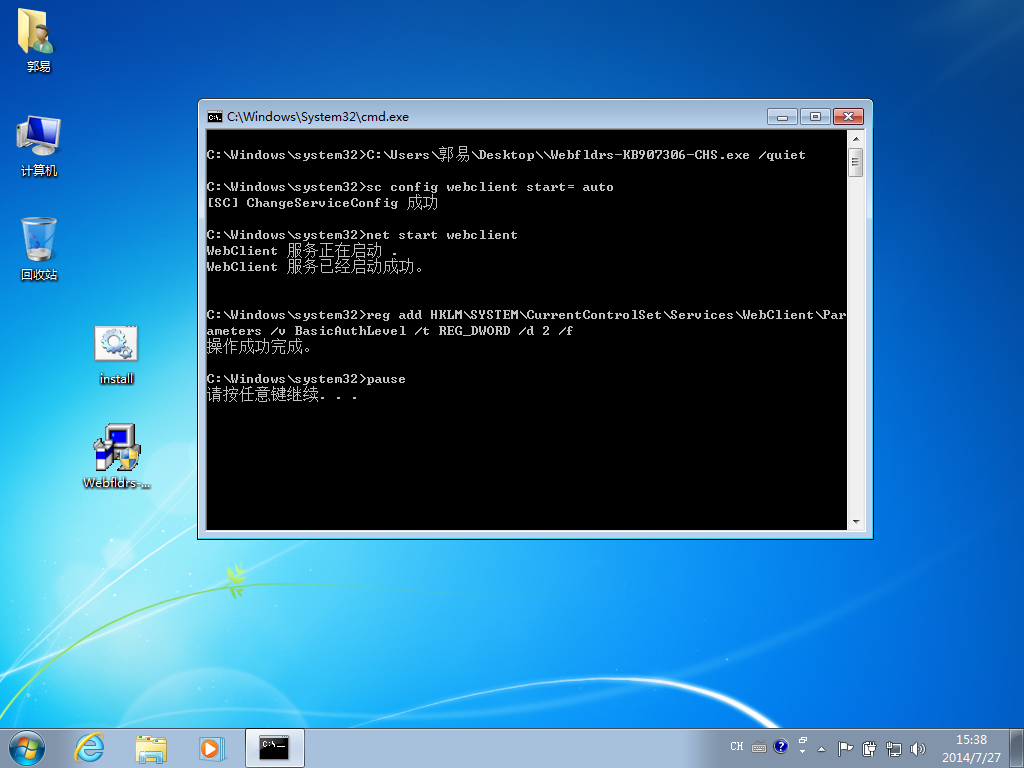 郭易
计算机
回收站
install
Webfldrs-...
C:\Windows\System32\cmd.exe
C:\Windows\system32>C:\Users\郭易\Desktop\\Webfldrs-KB907306-CHS.exe /quiet
C:\Windows\system32>sc config webclient start= auto
[SC] ChangeServiceConfig 成功
C:\Windows\system32>net start webclient
WebClient 服务正在启动 .
WebClient 服务已经启动成功。
C:\Windows\system32>reg add HKLM\SYSTEM\CurrentControlSet\Services\WebClient\Par
ameters /v BasicAuthLevel /t REG_DWORD /d 2 /f
操作成功完成。
C:\Windows\system32>pause
请按任意键继续. . .
CH
15:38
2014/7/27